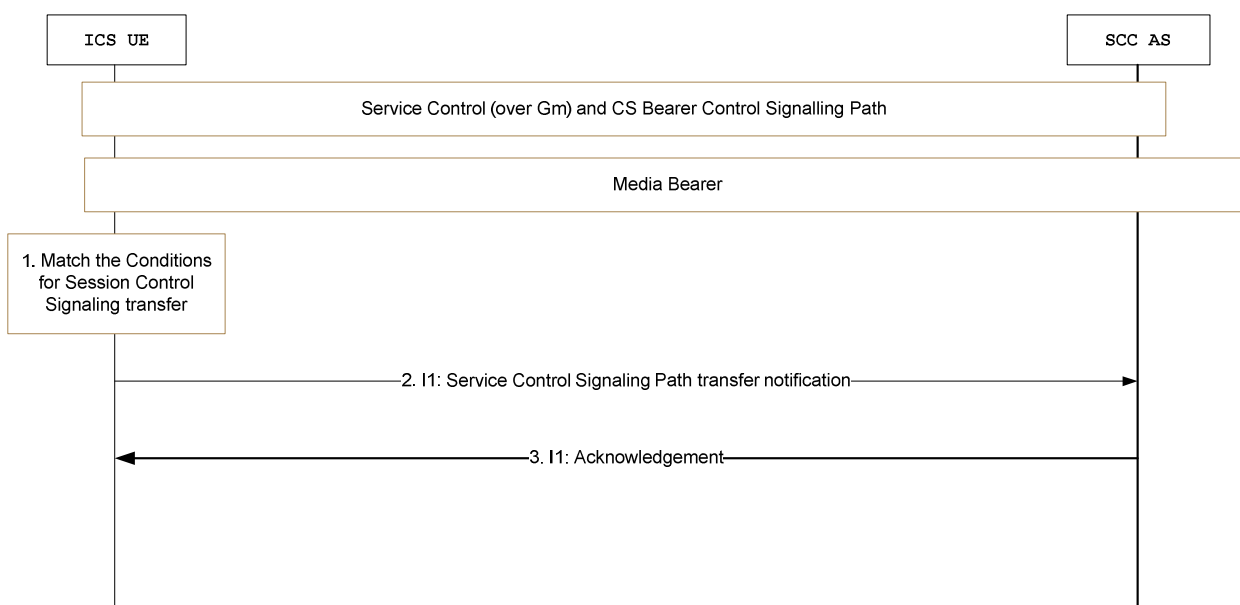 ICS UE
SCC AS
Service Control (over Gm) and CS Bearer Control Signalling Path
Media Bearer
1. Match the Conditions
for Session Control
Signaling transfer
2. I1: Service Control Signaling Path transfer notification
3. I1: Acknowledgement